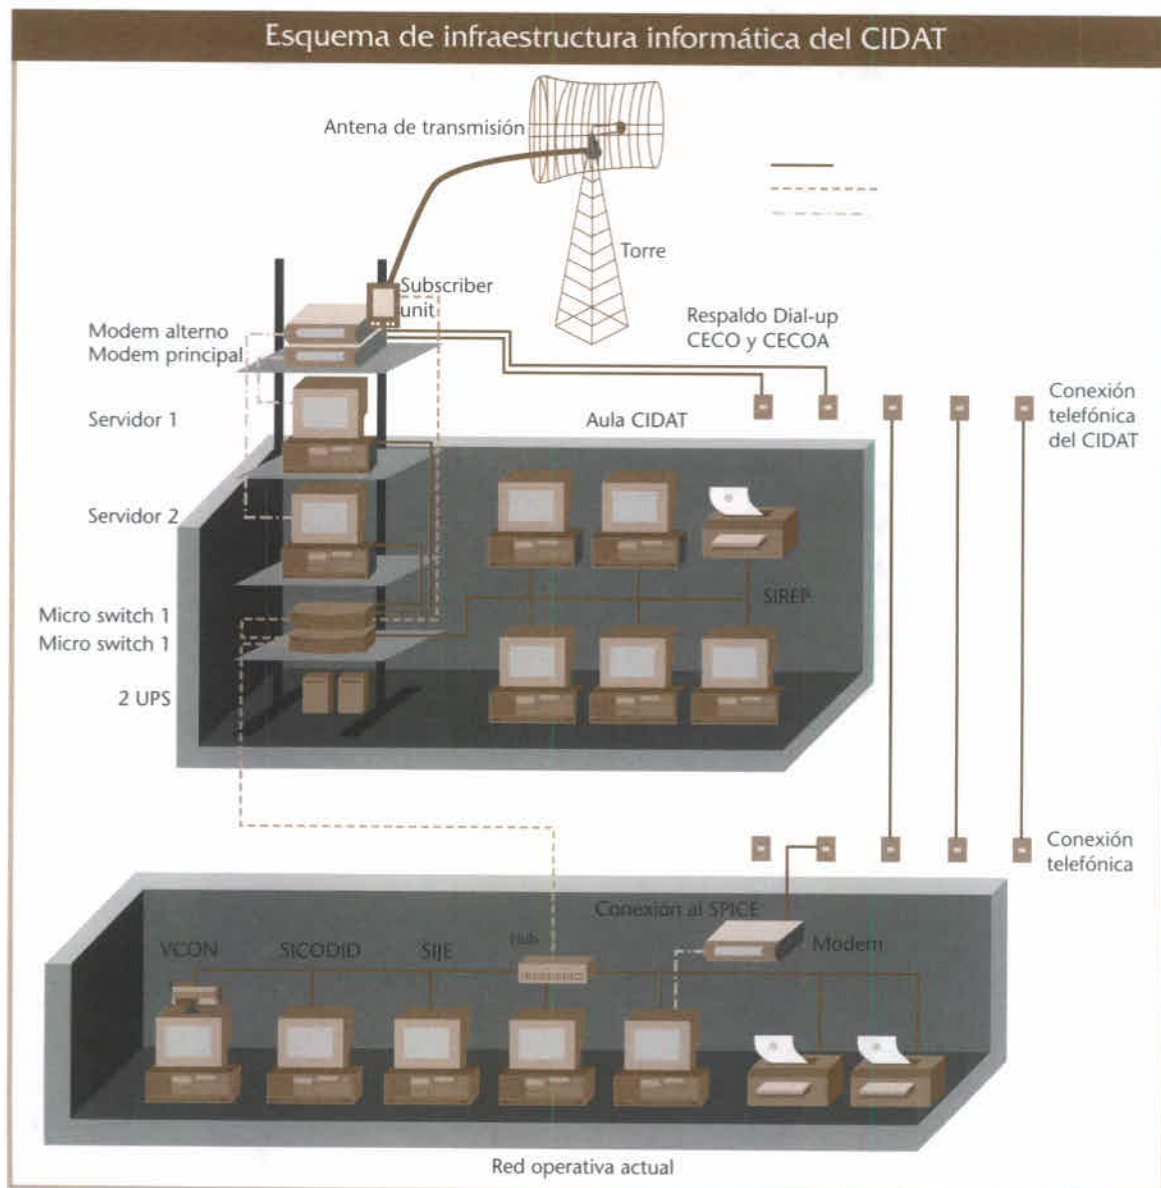 Esquema de infraestructura informática del CIDAT
Antena de transmisión
Torre
Subscriber
unit
Modem alterno
Modem principal
Respaldo Dial-up
CECO y CECOA
Conexión
telefónica
del CIDAT
Servidor 1
Aula CIDAT
Servidor 2
SIREP
Micro switch 1
Micro switch 1
2 UPS
Conexión
telefónica
Conexión al SPICE
Modem
VCON
SICODID
SIJE
Hub
Red operativa actual